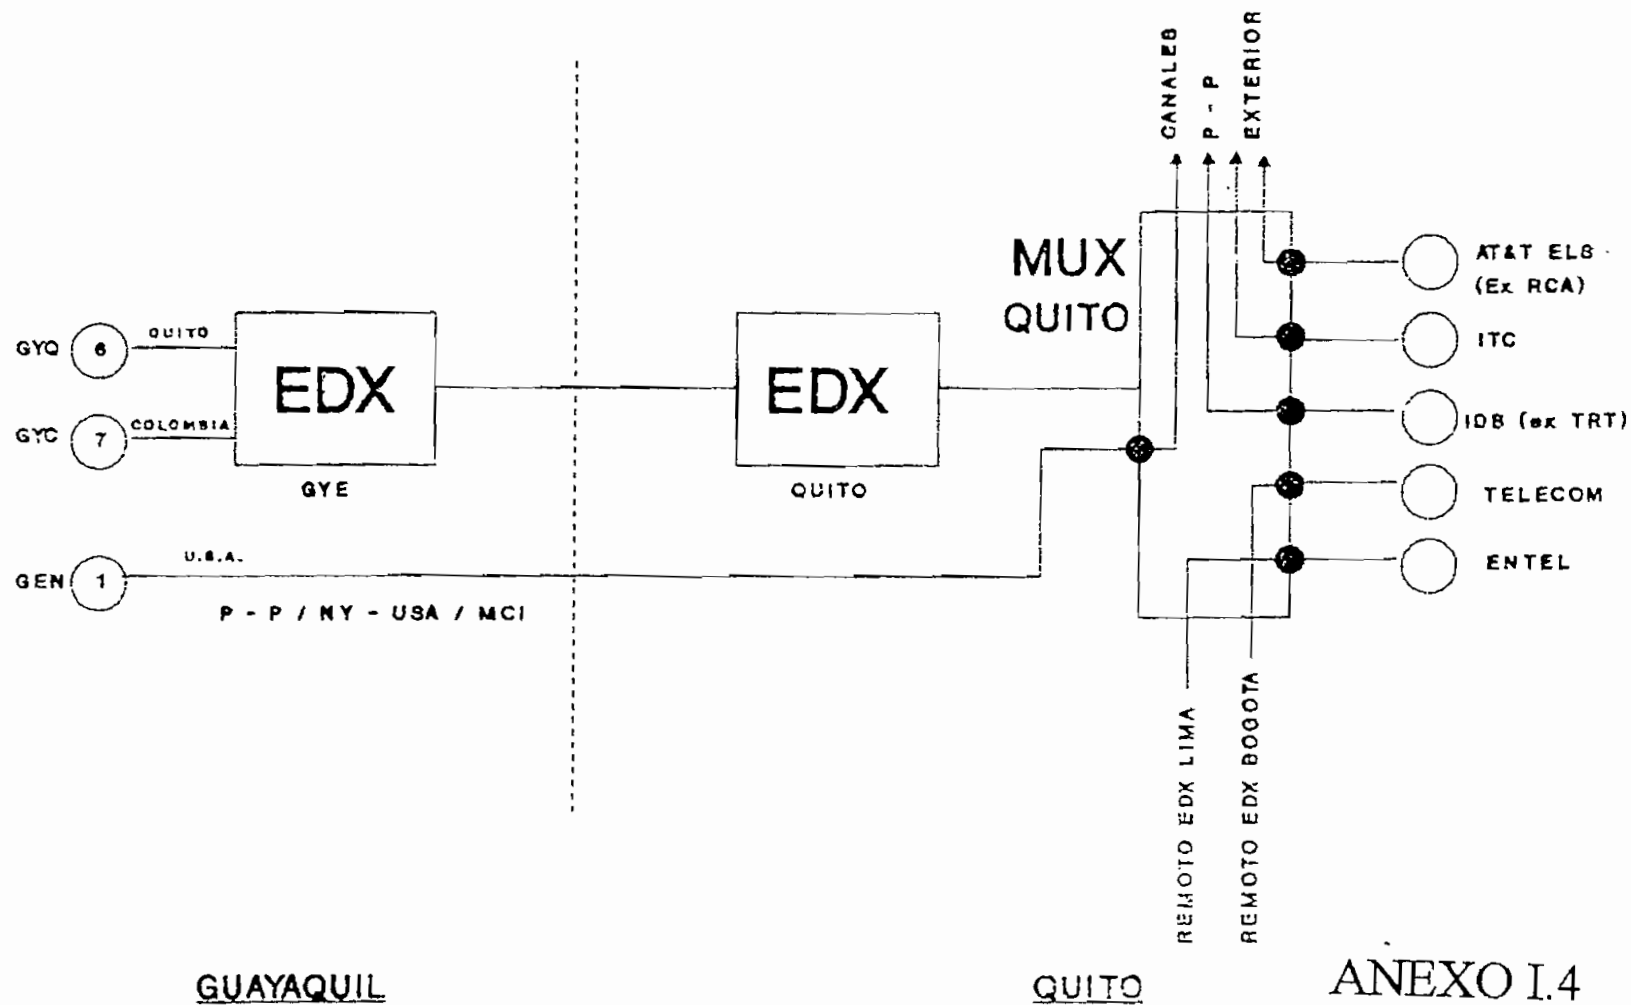 CANALES
P - P
EXTERIOR
MUX
QUITO
AT&T ELS
(Ex RCA)
ITC
IDB (ex TRT)
TELECOM
ENTEL
GYQ 6 QUITO
GYC 7 COLOMBIA
EDX
GYE
EDX
QUITO
GEN 1 U.S.A.
P - P / NY - USA / MCI
REMOTO EDX LIMA
REMOTO EDX BOGOTA
GUAYAQUIL
QUITO
ANEXO I.4